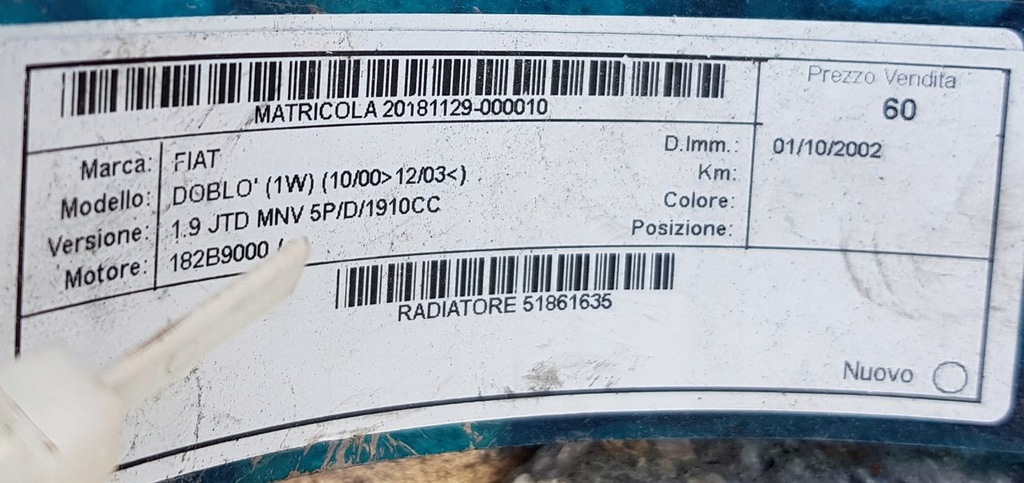 MATRICOLA 20181129-000010
Prezzo Vendita
60
Marca: FIAT
Modello: DOBLO' (1W) (10/00>12/03<)
Versione: 1.9 JTD MNV 5P/D/1910CC
Motore: 182B9000 /
D.Imm.: 01/10/2002
Km:
Colore:
Posizione:
RADIATORE 51861635
Nuovo